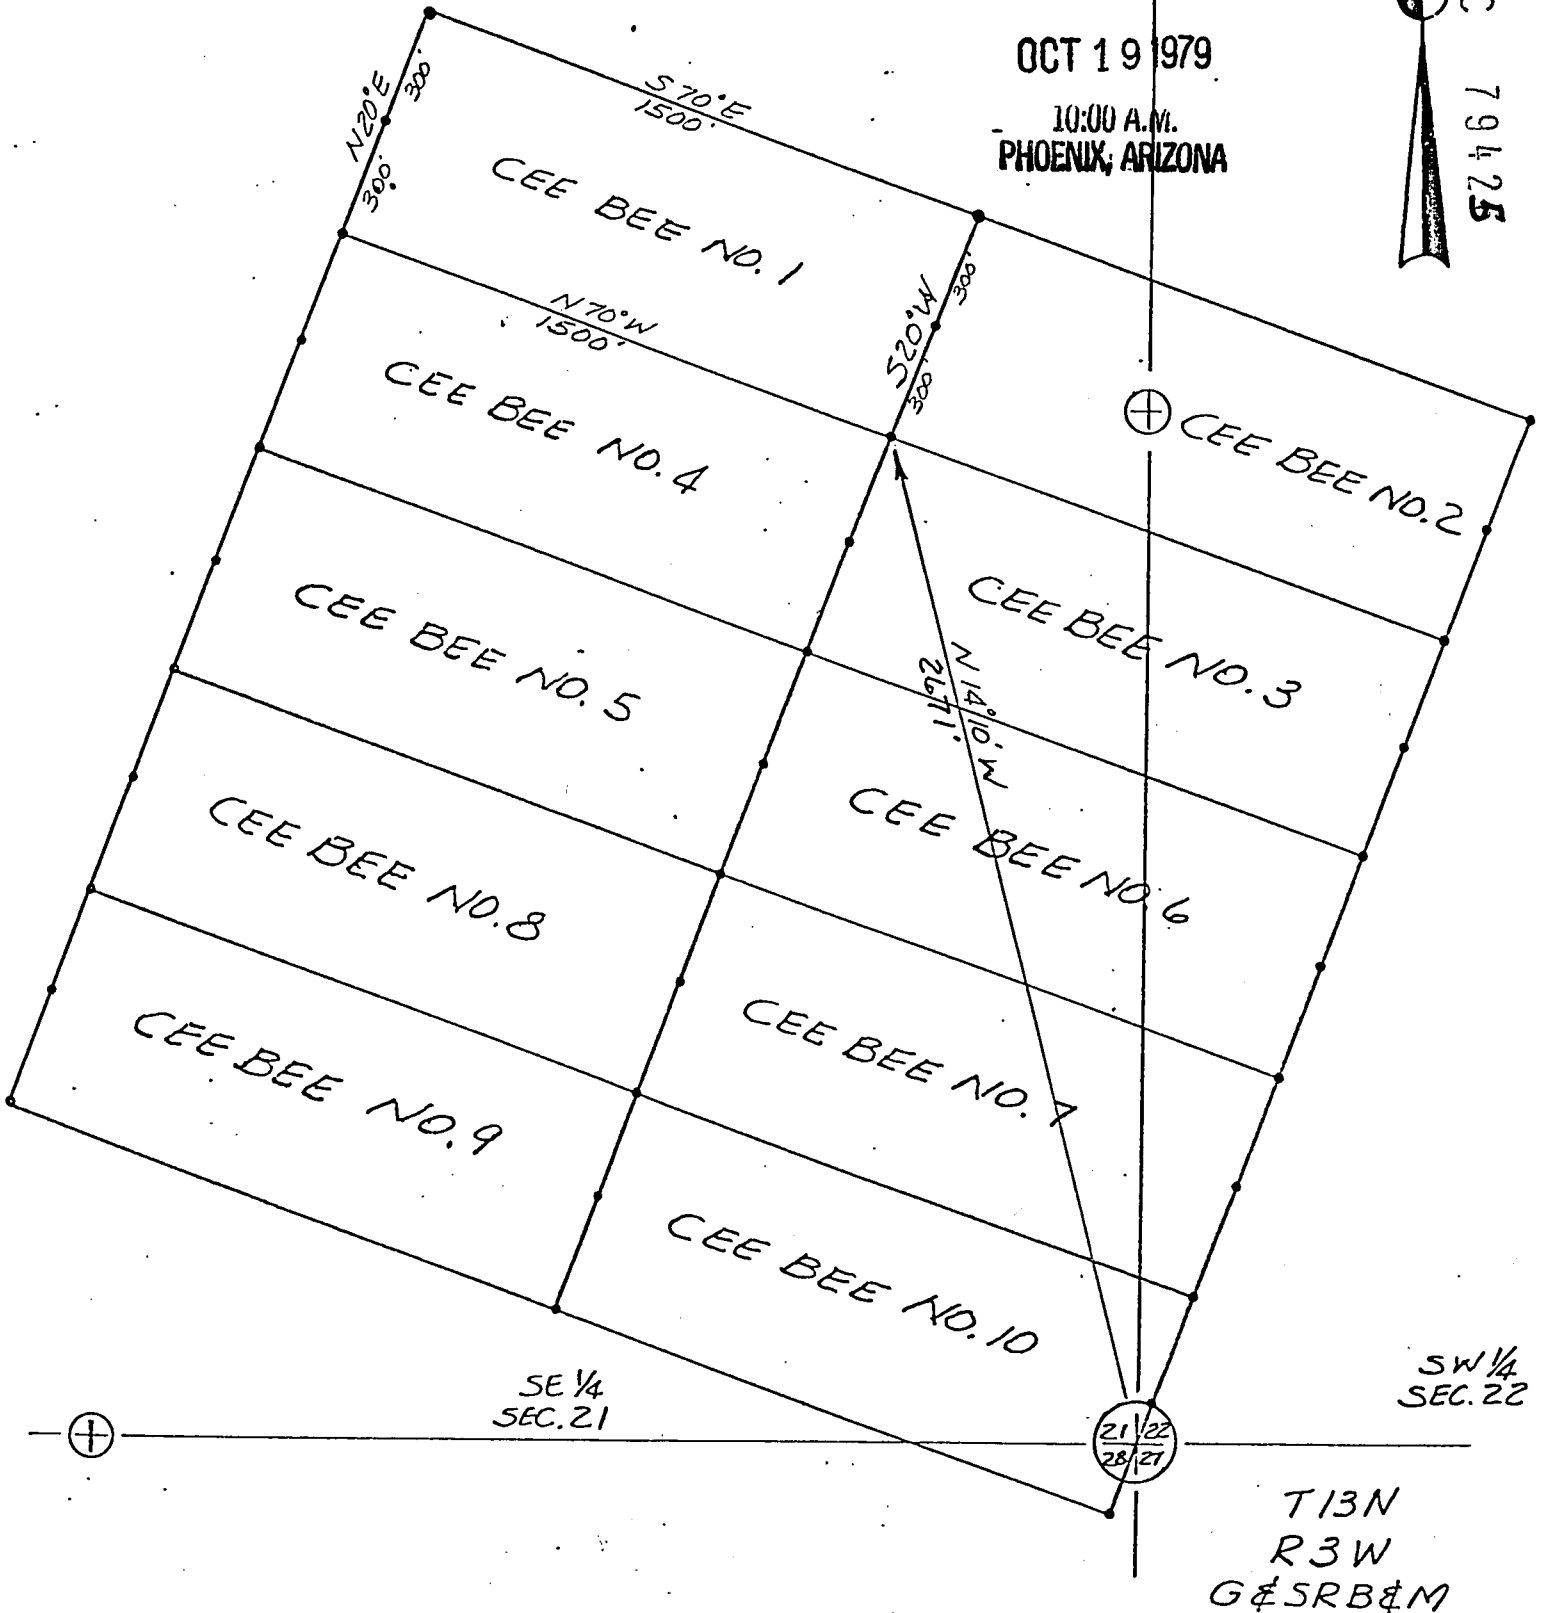 OCT 19 1979
10:00 A.M.
PHOENIX, ARIZONA
79425
N20°E
300'
300'
S70°E
1500'
CEE BEE NO. 1
N70°W
1500'
S20°W
300'
300'
CEE BEE NO. 2
CEE BEE NO. 4
CEE BEE NO. 3
CEE BEE NO. 5
N14°10'W
2671'
CEE BEE NO. 6
CEE BEE NO. 8
CEE BEE NO. 7
CEE BEE NO. 9
CEE BEE NO. 10
SE 1/4
SEC. 21
SW 1/4
SEC. 22
21 22
28 27
T13N
R3W
G&SRB&M